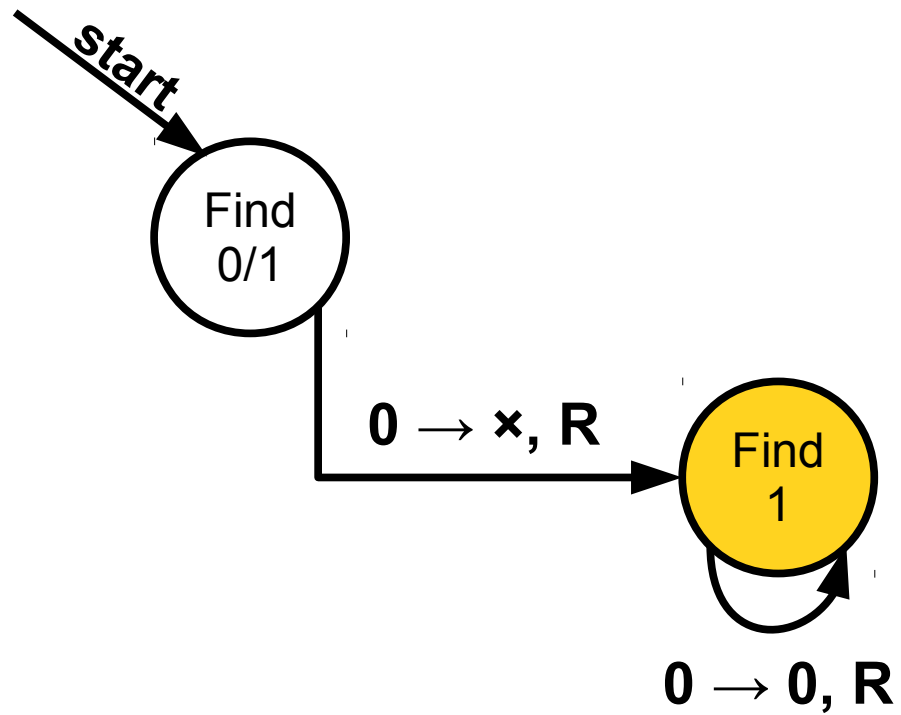 start
Find
0/1
0 → ×, R
Find
1
0 → 0, R